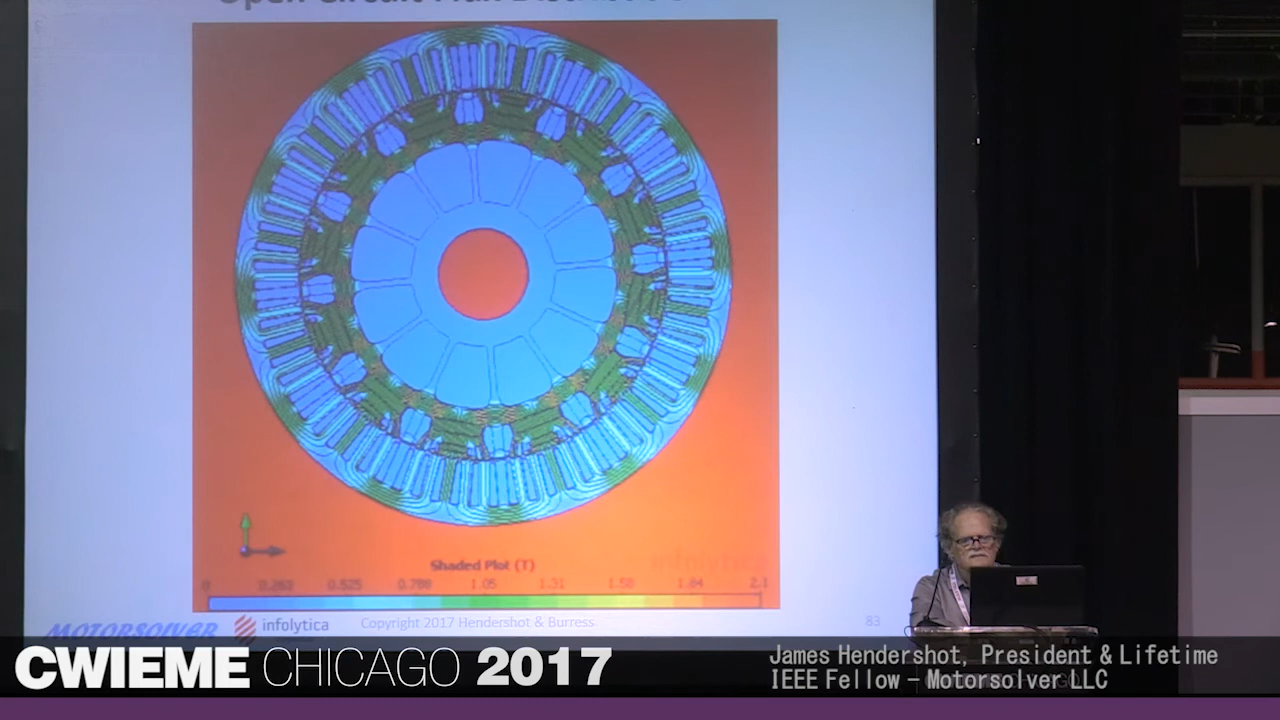 Open Circuit Flux
Shaded Plot (T)
0 0.263 0.525 0.788 1.05 1.31 1.58 1.84 2.1
MOTORSOLVER infolytica Copyright 2017 Hendershot & Burress 83
CWIEME CHICAGO 2017
James Hendershot, President & Lifetime
IEEE Fellow – Motorsolver LLC